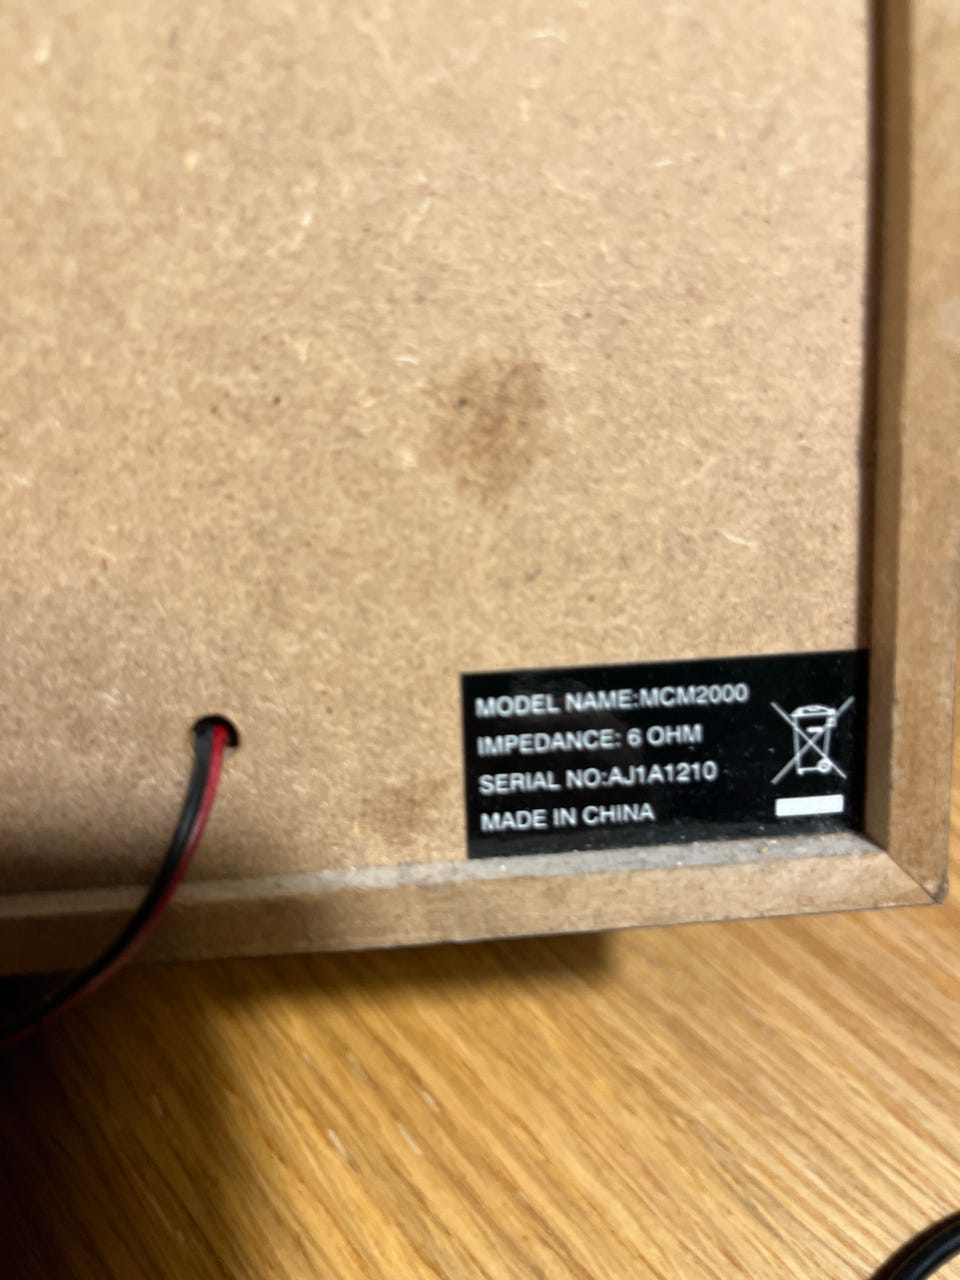 MODEL NAME:MCM2000
IMPEDANCE: 6 OHM
SERIAL NO:AJ1A1210
MADE IN CHINA